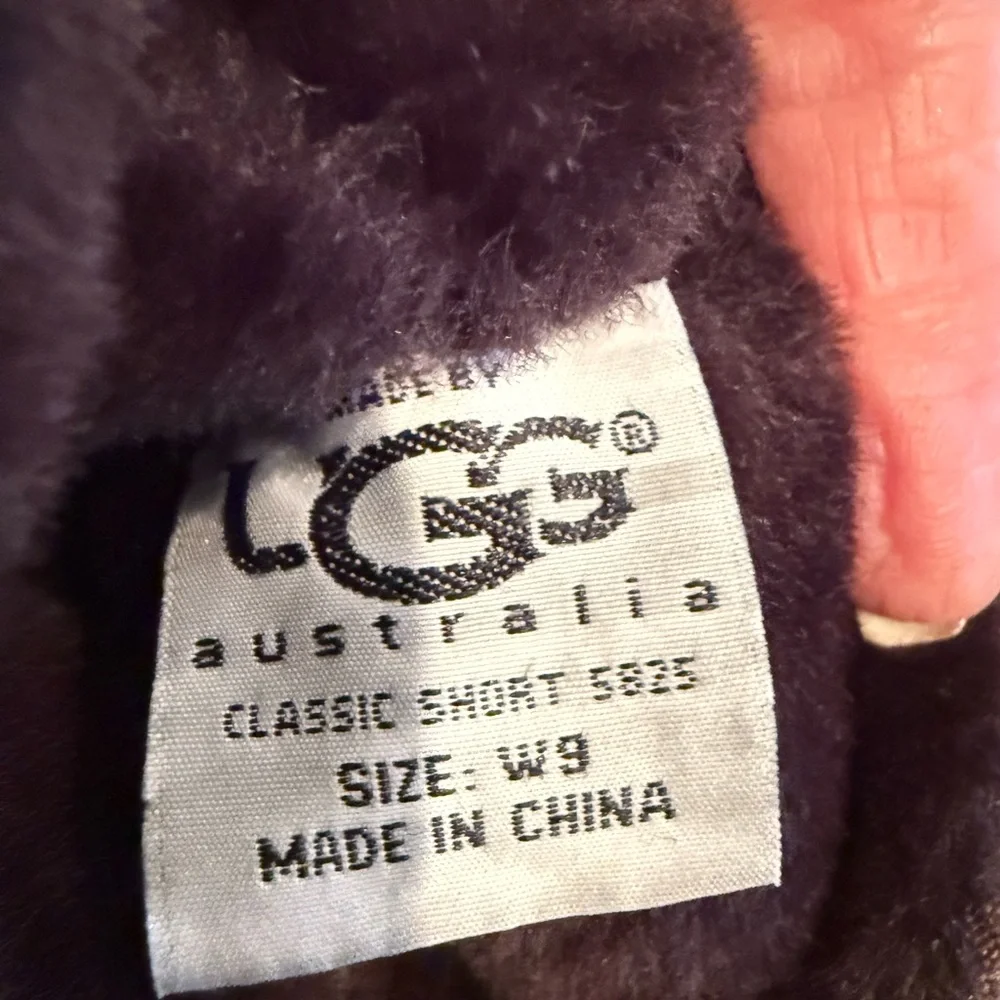 MADE BY
UGG®
australia
CLASSIC SHORT 5825
SIZE: W9
MADE IN CHINA